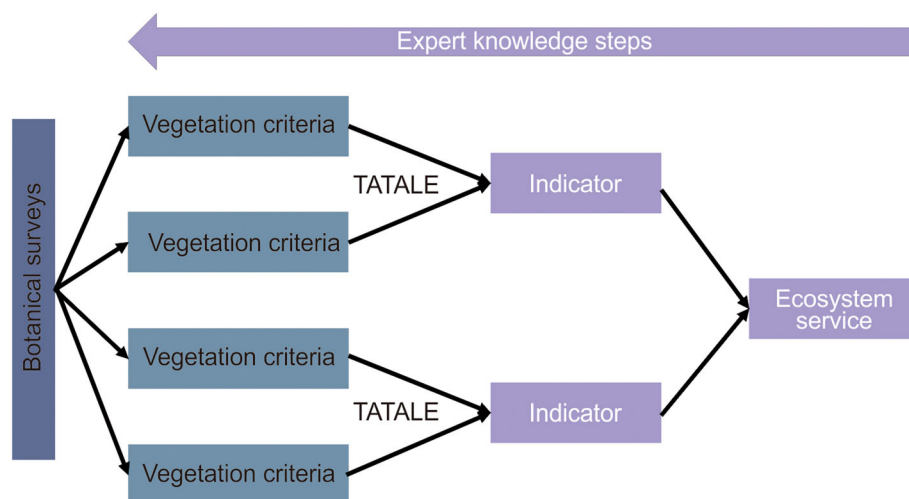 Expert knowledge steps
Botanical surveys
Vegetation criteria
TATALE
Vegetation criteria
Indicator
Ecosystem
service
Vegetation criteria
TATALE
Vegetation criteria
Indicator